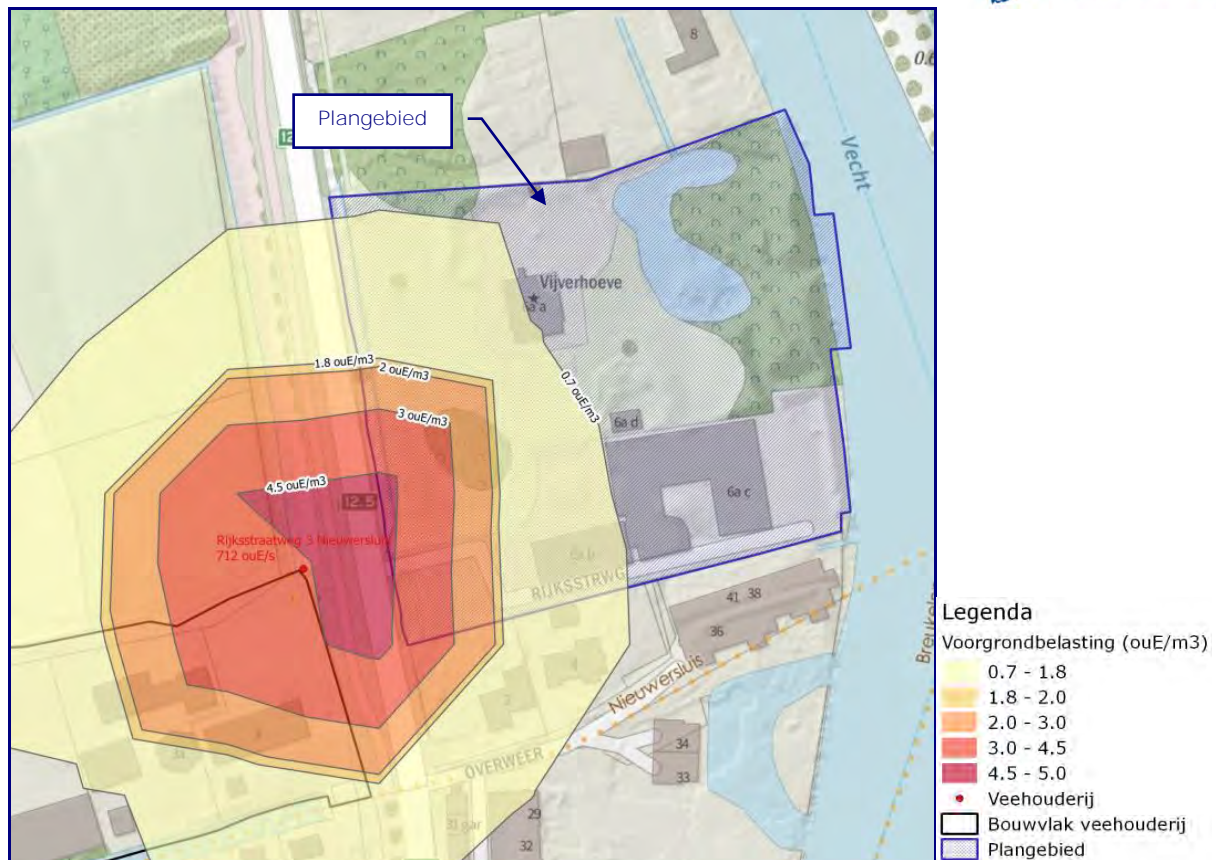 8
Plangebied
12
Vecht
Vijverhoeve
1.8 ouE/m3
2 ouE/m3
0.7 ouE/m3
3 ouE/m3
6a d
4.5 ouE/m3
12.5
6a c
Rijksstraatweg 3 Nieuwersluis
712 ouE/s
RIJKSSTRWG
41 38
36
Nieuwersluis
OVERWEER
34
33
29
32
Legenda
Voorgrondbelasting (ouE/m3)
0.7 - 1.8
1.8 - 2.0
2.0 - 3.0
3.0 - 4.5
4.5 - 5.0
Veehouderij
Bouwvlak veehouderij
Plangebied